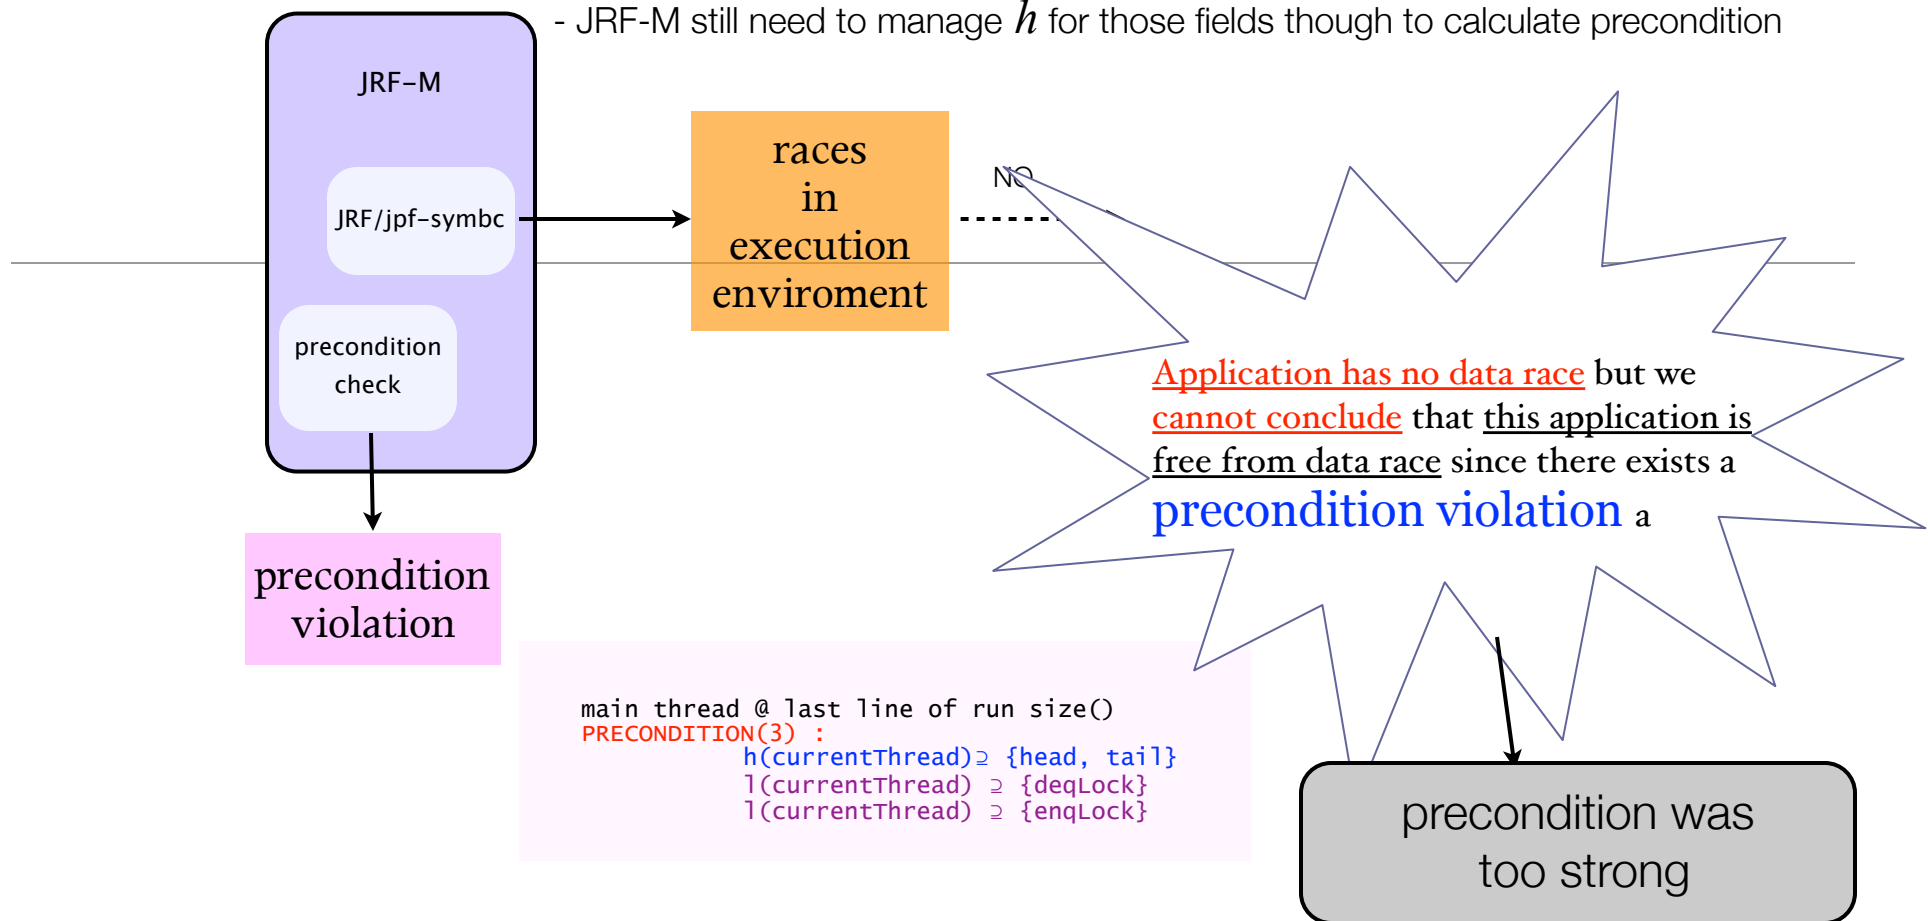 - JRF-M still need to manage h for those fields though to calculate precondition
JRF-M
JRF/jpf-symbc
precondition
check
races
in
execution
enviroment
NO
Application has no data race but we
cannot conclude that this application is
free from data race since there exists a
precondition violation a
precondition
violation
main thread @ last line of run size()
PRECONDITION(3) :
h(currentThread)⊇ {head, tail}
l(currentThread) ⊇ {deqLock}
l(currentThread) ⊇ {enqLock}
precondition was
too strong